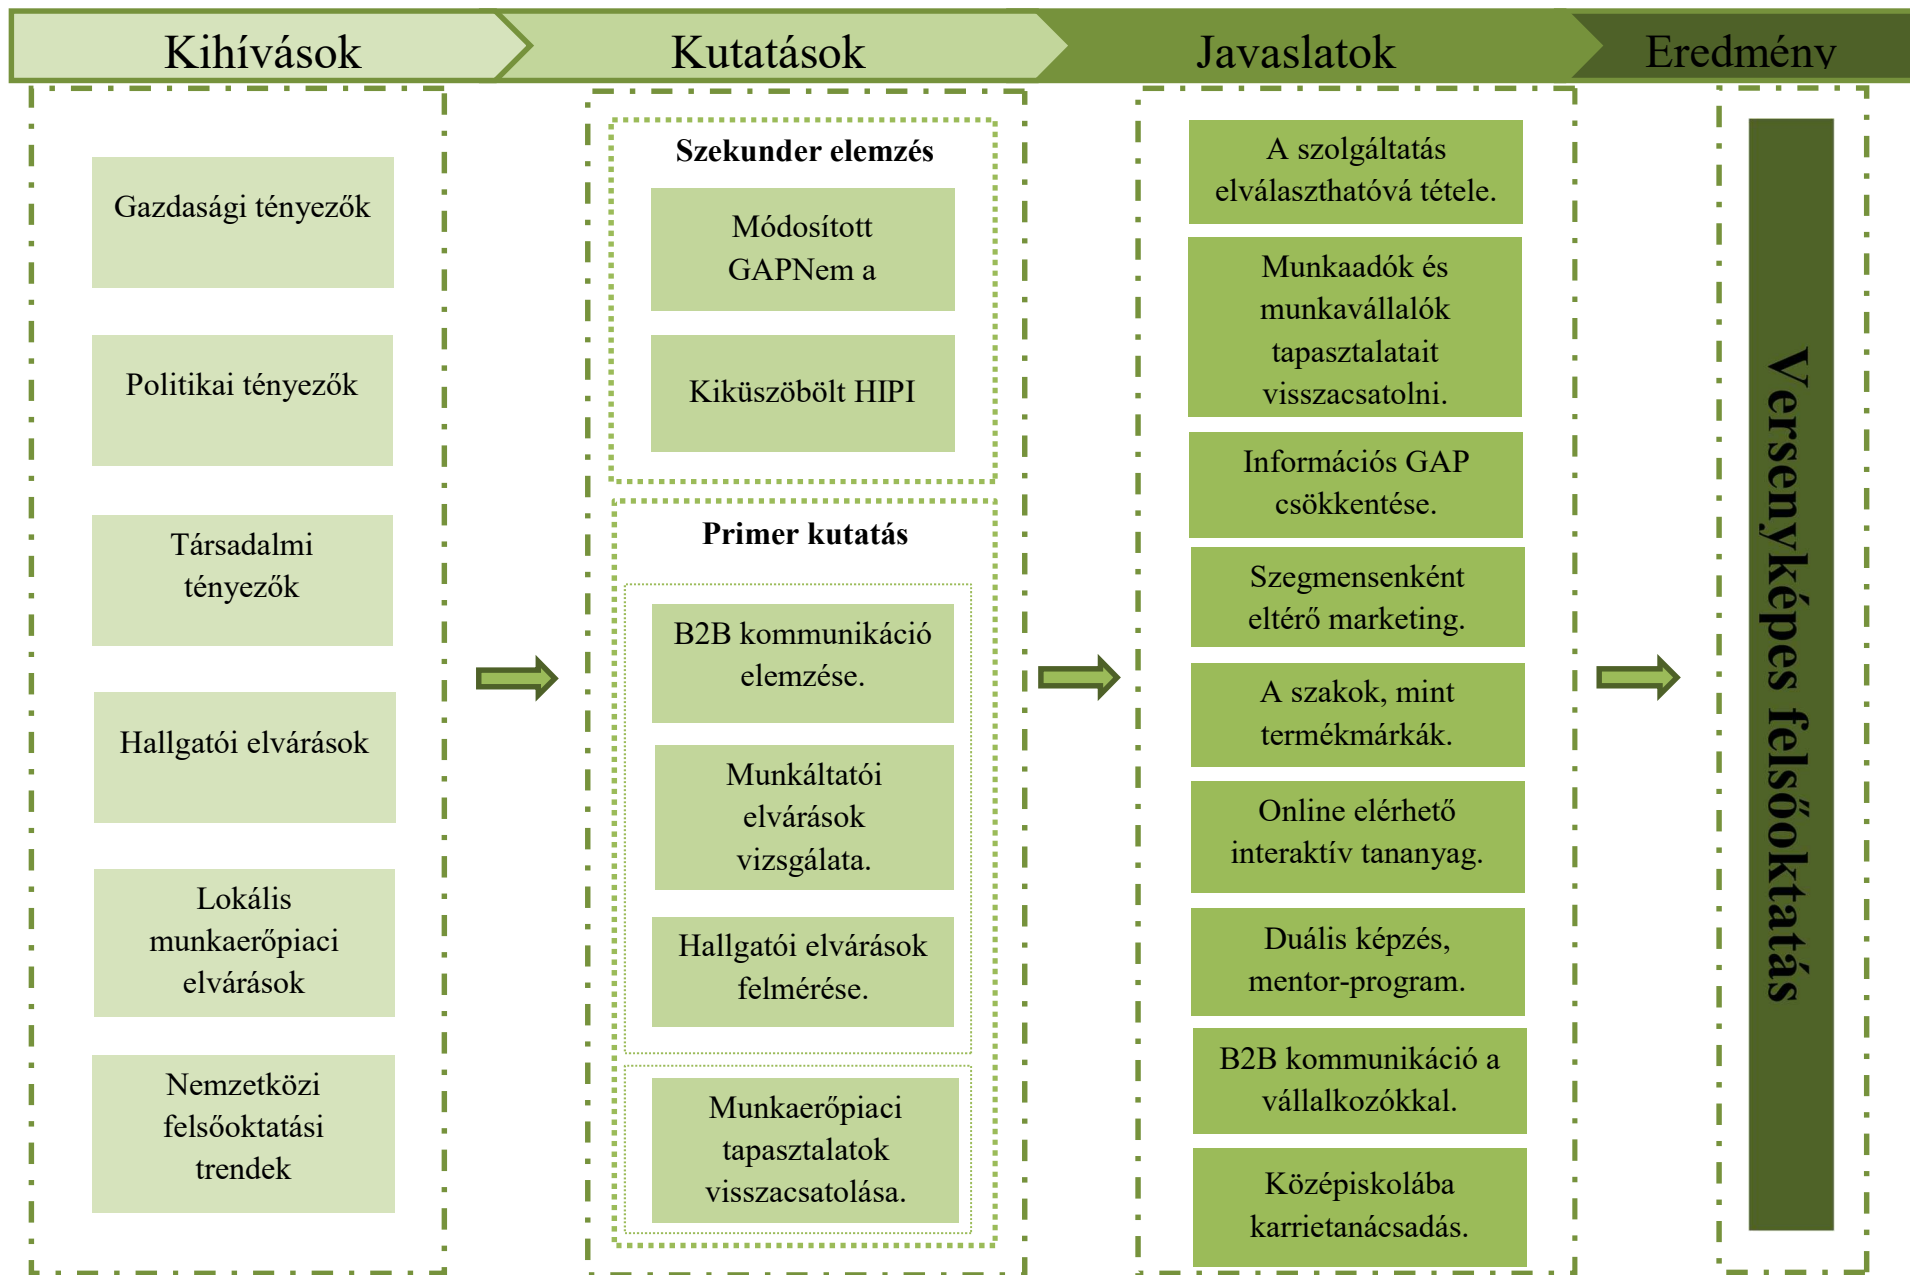 Kihívások
Kutatások
Javaslatok
Eredmény
Gazdasági tényezők
Politikai tényezők
Társadalmi
tényezők
Hallgatói elvárások
Lokális
munkaerőpiaci
elvárások
Nemzetközi
felsőoktatási
trendek
Szekunder elemzés
Módosított
GAPNem a
Kiküszöbölt HIPI
Primer kutatás
B2B kommunikáció
elemzése.
Munkáltatói
elvárások
vizsgálata.
Hallgatói elvárások
felmérése.
Munkaerőpiaci
tapasztalatok
visszacsatolása.
A szolgáltatás
elválaszthatóvá tétele.
Munkaadók és
munkavállalók
tapasztalatait
visszacsatolni.
Információs GAP
csökkentése.
Szegmensenként
eltérő marketing.
A szakok, mint
termékmárkák.
Online elérhető
interaktív tananyag.
Duális képzés,
mentor-program.
B2B kommunikáció a
vállalkozókkal.
Középiskolába
karrietanácsadás.
Versenyképes felsőoktatás